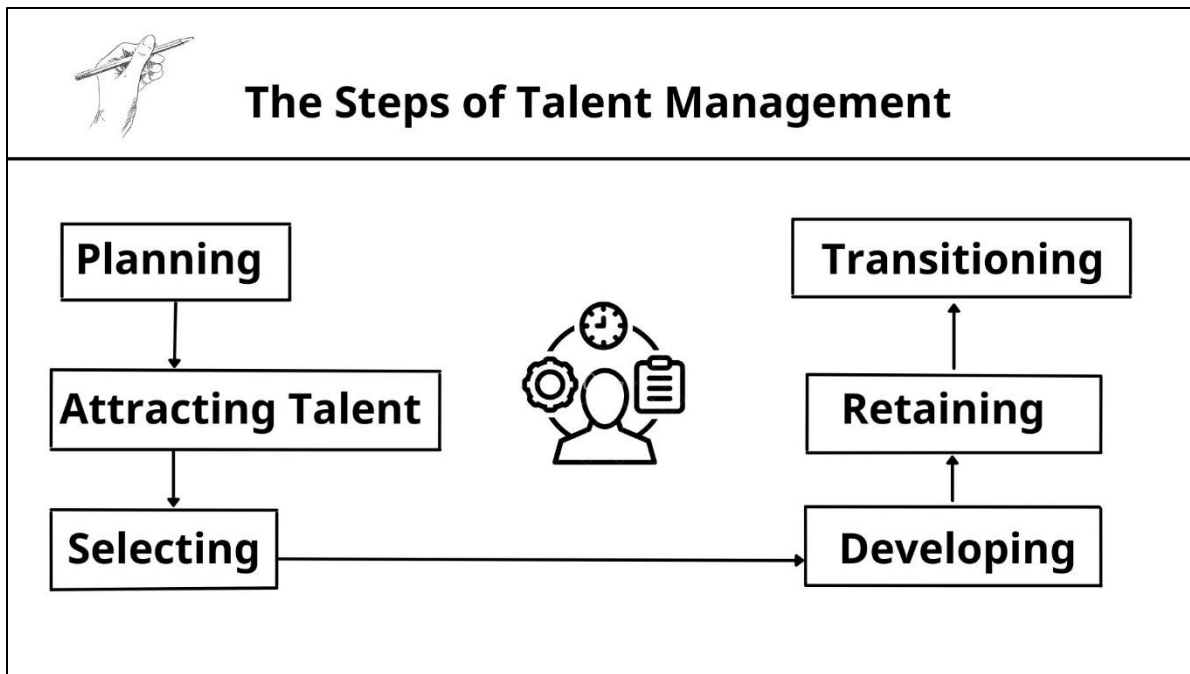 The Steps of Talent Management
Planning
Attracting Talent
Selecting
Developing
Retaining
Transitioning